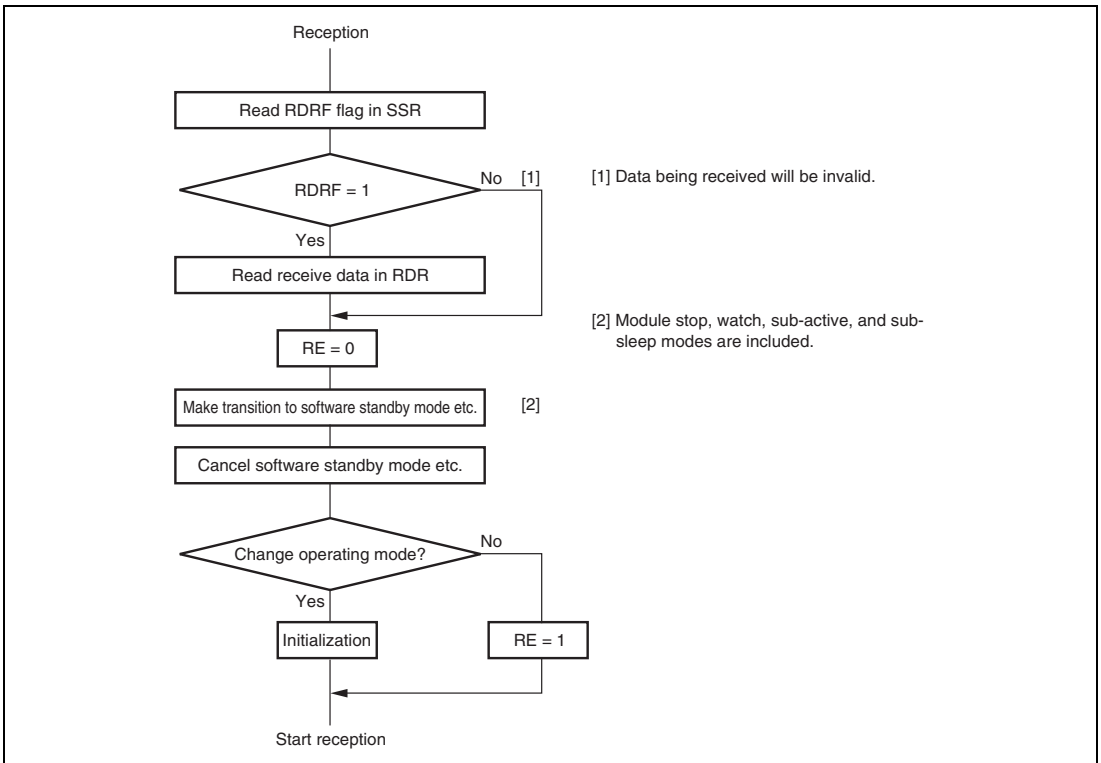 Reception
Read RDRF flag in SSR
RDRF = 1
No [1]
[1] Data being received will be invalid.
Yes
Read receive data in RDR
[2] Module stop, watch, sub-active, and sub-
sleep modes are included.
RE = 0
Make transition to software standby mode etc.
[2]
Cancel software standby mode etc.
Change operating mode?
No
Yes
Initialization
RE = 1
Start reception